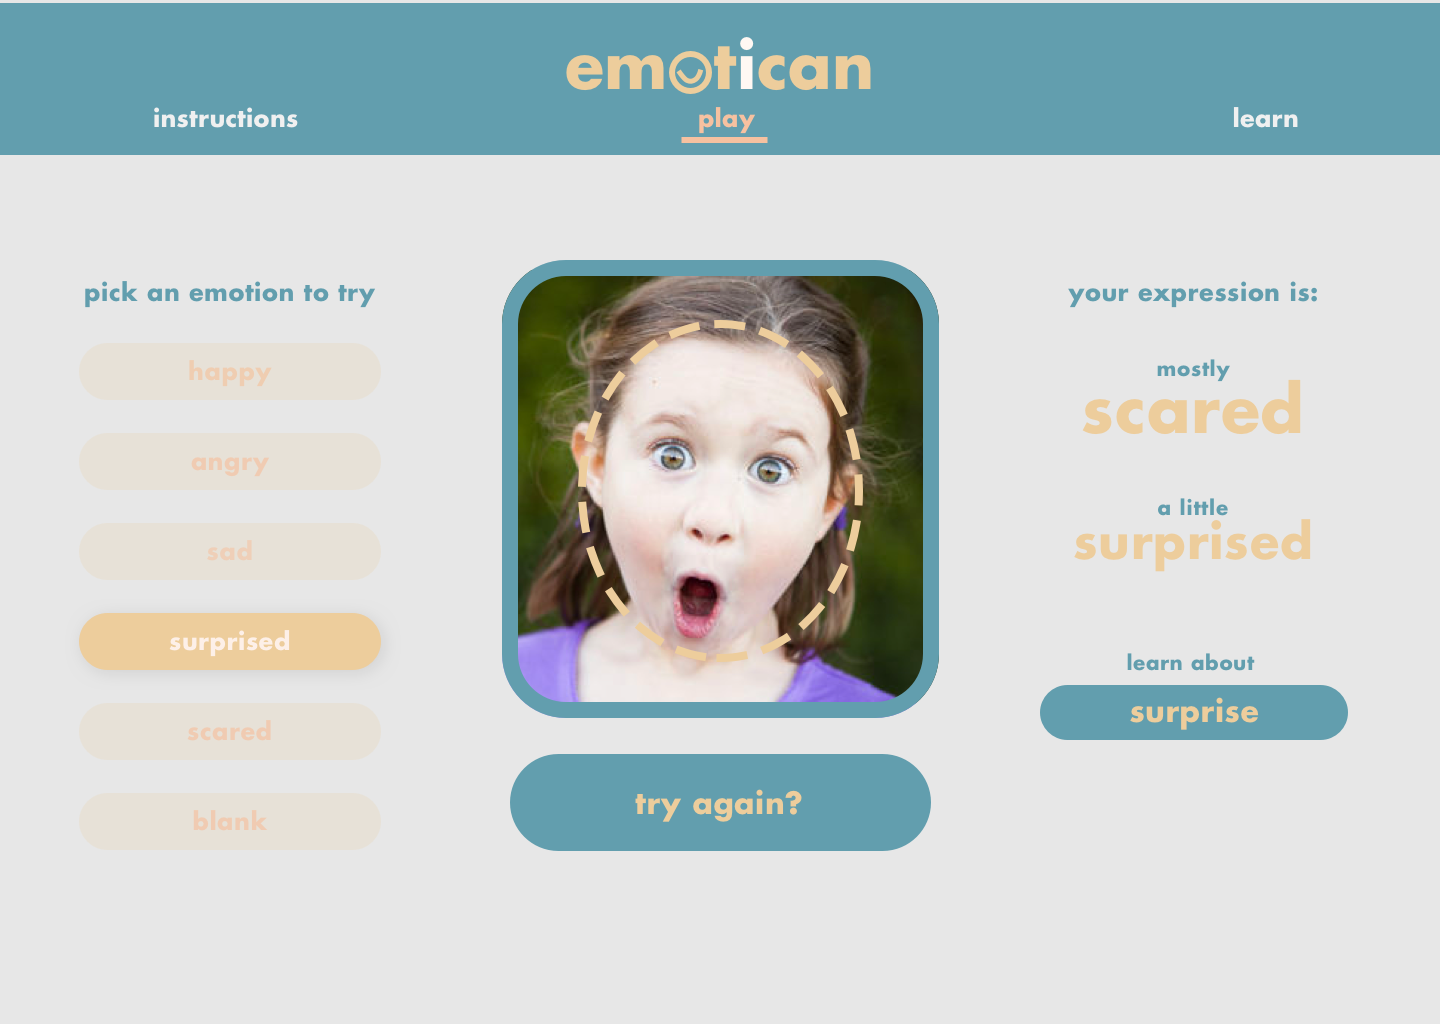 emotican
instructions
play
learn
pick an emotion to try
happy
angry
sad
surprised
scared
blank
try again?
your expression is:
mostly
scared
a little
surprised
learn about
surprise